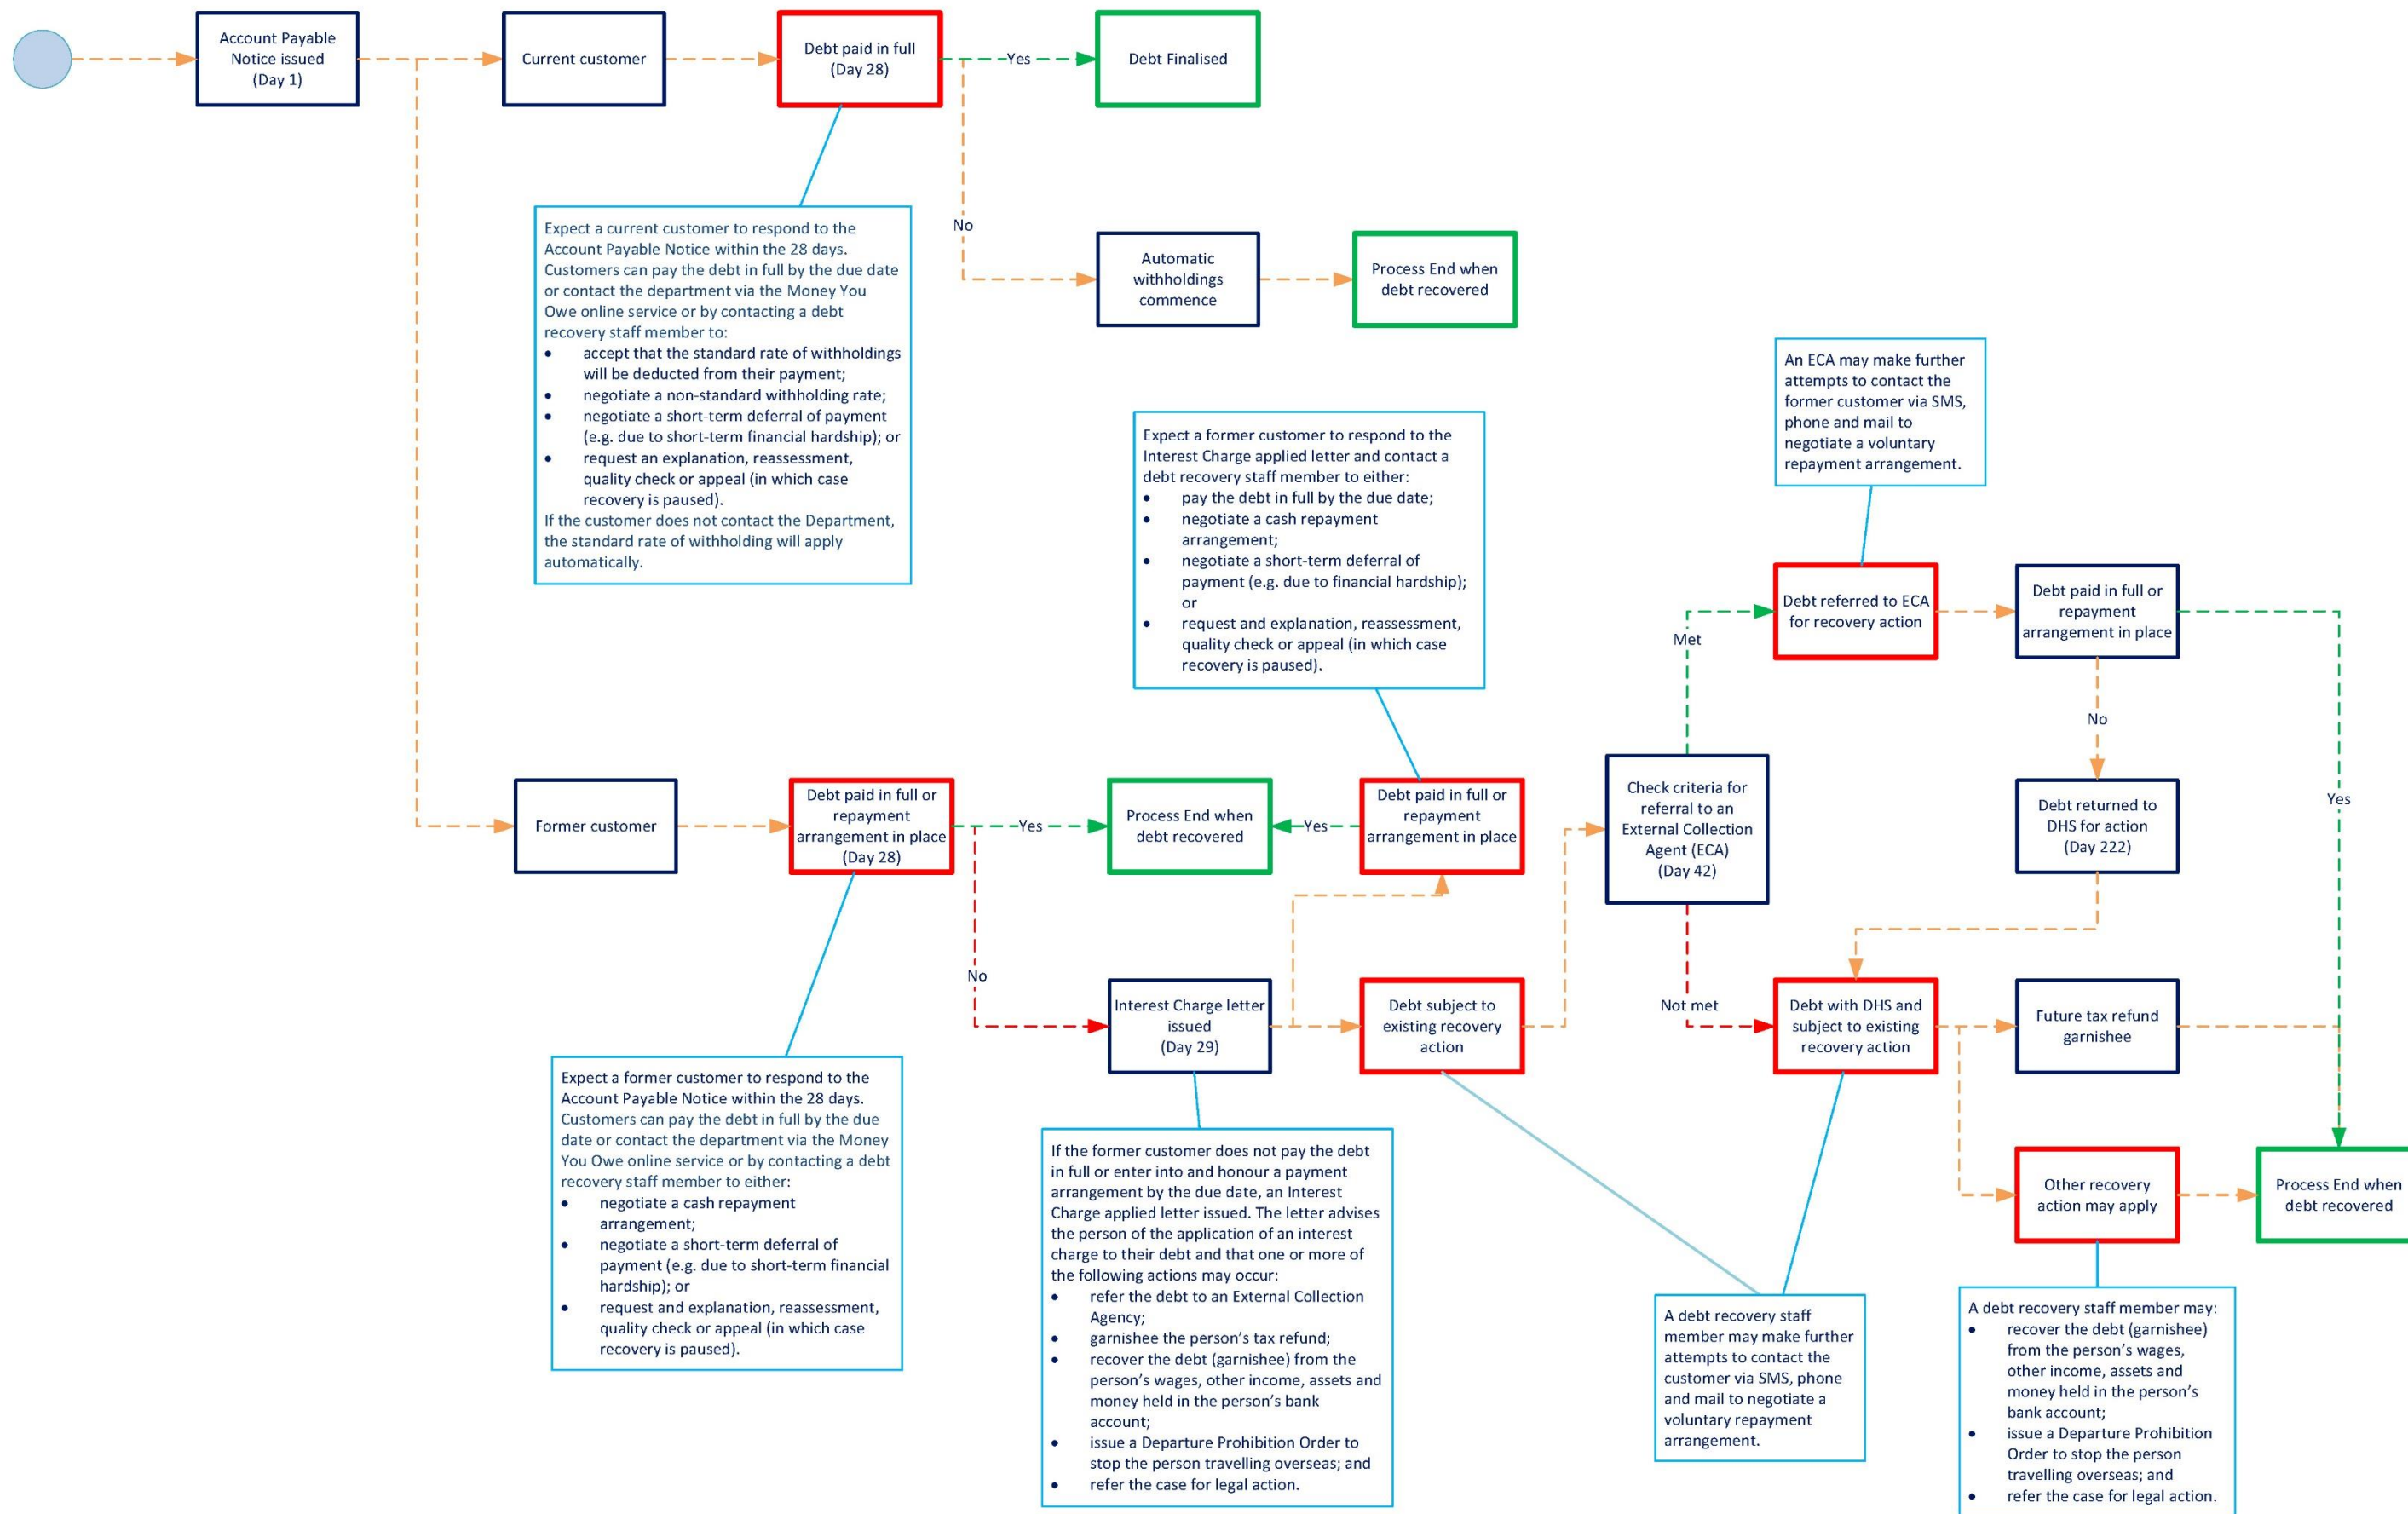 Account Payable
Notice issued
(Day 1)
Current customer
Debt paid in full
(Day 28)
Yes
Debt Finalised
No
Automatic
withholdings
commence
Process End when
debt recovered
Expect a current customer to respond to the
Account Payable Notice within the 28 days.
Customers can pay the debt in full by the due date
or contact the department via the Money You
Owe online service or by contacting a debt
recovery staff member to:
• accept that the standard rate of withholdings
will be deducted from their payment;
• negotiate a non-standard withholding rate;
• negotiate a short-term deferral of payment
(e.g. due to short-term financial hardship); or
• request an explanation, reassessment,
quality check or appeal (in which case
recovery is paused).
If the customer does not contact the Department,
the standard rate of withholding will apply
automatically.
Expect a former customer to respond to the
Interest Charge applied letter and contact a
debt recovery staff member to either:
• pay the debt in full by the due date;
• negotiate a cash repayment
arrangement;
• negotiate a short-term deferral of
payment (e.g. due to financial hardship);
or
• request and explanation, reassessment,
quality check or appeal (in which case
recovery is paused).
An ECA may make further
attempts to contact the
former customer via SMS,
phone and mail to
negotiate a voluntary
repayment arrangement.
Debt referred to ECA
for recovery action
Debt paid in full or
repayment
arrangement in place
Met
No
Yes
Former customer
Debt paid in full or
repayment
arrangement in place
(Day 28)
Yes
Process End when
debt recovered
Yes
Debt paid in full or
repayment
arrangement in place
Check criteria for
referral to an
External Collection
Agent (ECA)
(Day 42)
Debt returned to
DHS for action
(Day 222)
No
Interest Charge letter
issued
(Day 29)
Debt subject to
existing recovery
action
Not met
Debt with DHS and
subject to existing
recovery action
Future tax refund
garnishee
Other recovery
action may apply
Process End when
debt recovered
Expect a former customer to respond to the
Account Payable Notice within the 28 days.
Customers can pay the debt in full by the due
date or contact the department via the Money
You Owe online service or by contacting a debt
recovery staff member to either:
• negotiate a cash repayment
arrangement;
• negotiate a short-term deferral of
payment (e.g. due to short-term financial
hardship); or
• request and explanation, reassessment,
quality check or appeal (in which case
recovery is paused).
If the former customer does not pay the debt
in full or enter into and honour a payment
arrangement by the due date, an Interest
Charge applied letter issued. The letter advises
the person of the application of an interest
charge to their debt and that one or more of
the following actions may occur:
• refer the debt to an External Collection
Agency;
• garnishee the person’s tax refund;
• recover the debt (garnishee) from the
person’s wages, other income, assets and
money held in the person’s bank
account;
• issue a Departure Prohibition Order to
stop the person travelling overseas; and
• refer the case for legal action.
A debt recovery staff
member may make further
attempts to contact the
customer via SMS, phone
and mail to negotiate a
voluntary repayment
arrangement.
A debt recovery staff member may:
• recover the debt (garnishee)
from the person’s wages,
other income, assets and
money held in the person’s
bank account;
• issue a Departure Prohibition
Order to stop the person
travelling overseas; and
• refer the case for legal action.